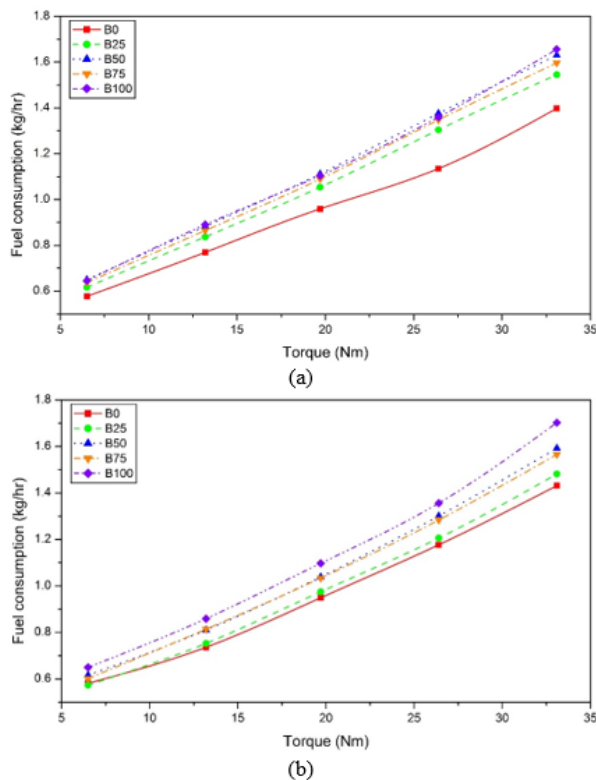 1.8
1.6
1.4
1.2
1.0
0.8
0.6
Fuel consumption (kg/hr)
B0
B25
B50
B75
B100
5 10 15 20 25 30 35
Torque (Nm)
(a)
1.8
1.6
1.4
1.2
1.0
0.8
0.6
Fuel consumption (kg/hr)
B0
B25
B50
B75
B100
5 10 15 20 25 30 35
Torque (Nm)
(b)